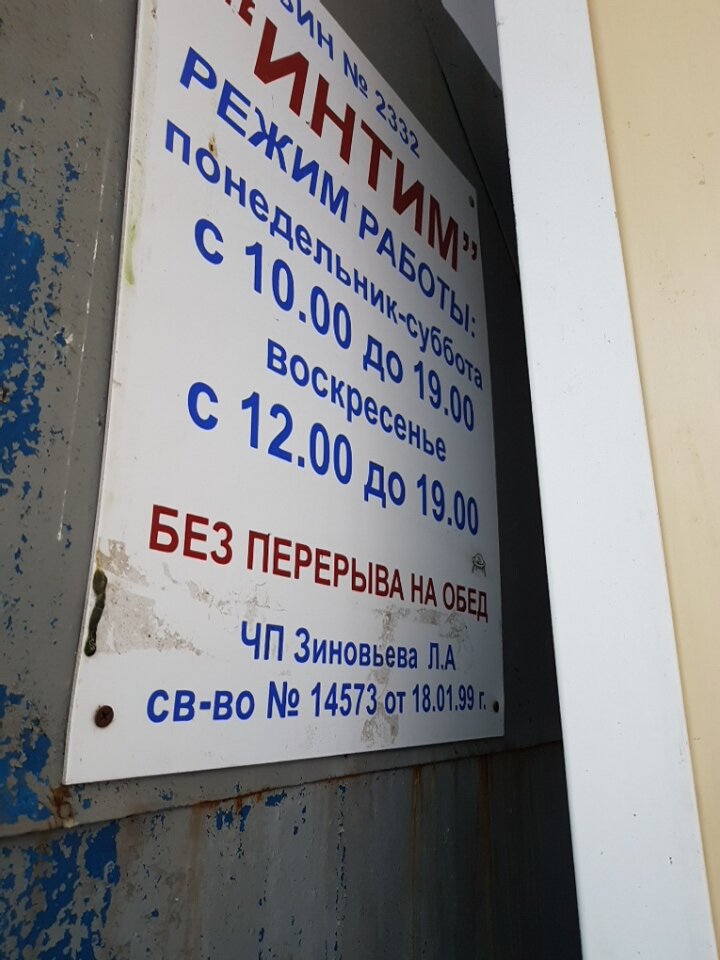 № 2332
"ИНТИМ"
РЕЖИМ РАБОТЫ:
понедельник-суббота
с 10.00 до 19.00
воскресенье
с 12.00 до 19.00
БЕЗ ПЕРЕРЫВА НА ОБЕД
ЧП Зиновьева Л.А
св-во № 14573 от 18.01.99 г.